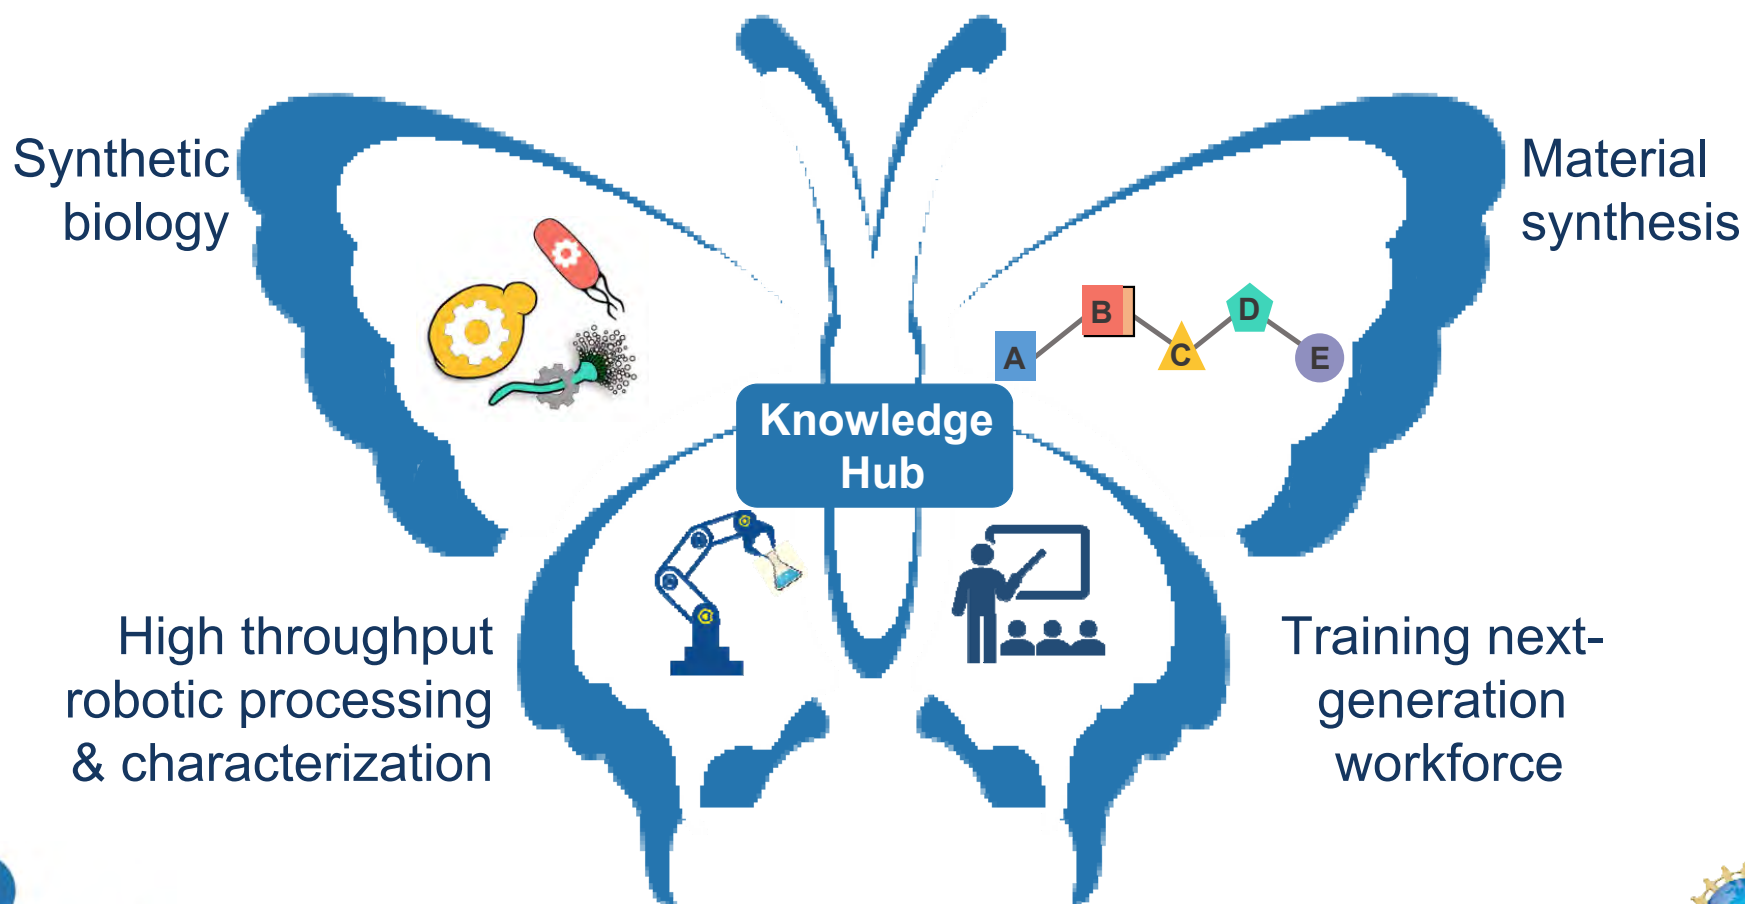 Synthetic
biology
Material
synthesis
A
B
C
D
E
Knowledge
Hub
High throughput
robotic processing
& characterization
Training next-
generation
workforce